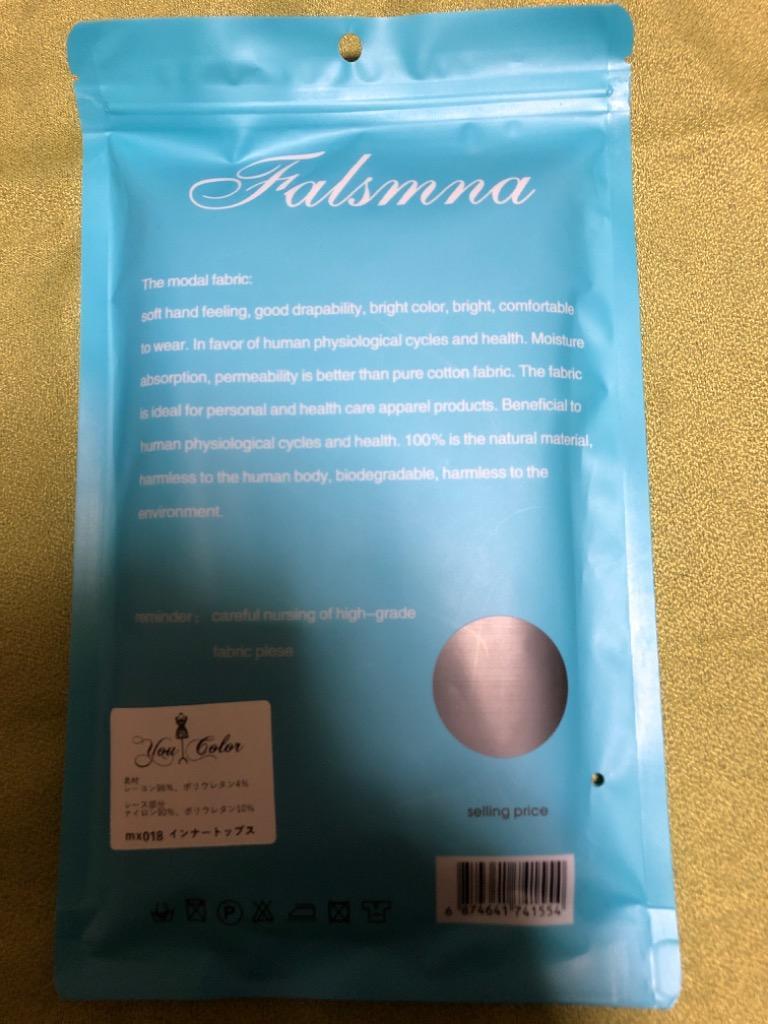 Falsmna
The modal fabric:
soft hand feeling, good drapability, bright color, bright, comfortable
to wear. In favor of human physiological cycles and health. Moisture
absorption, permeability is better than pure cotton fabric. The fabric
is ideal for personal and health care apparel products. Beneficial to
human physiological cycles and health. 100% is the natural material,
harmless to the human body, biodegradable, harmless to the
environment.
reminder: careful nursing of high-grade
fabric plese
You Color
素材
レーヨン96%、ポリウレタン4%
レース部分
ナイロン90%、ポリウレタン10%
mx018 インナートップス
selling price
P
6 874641 741554